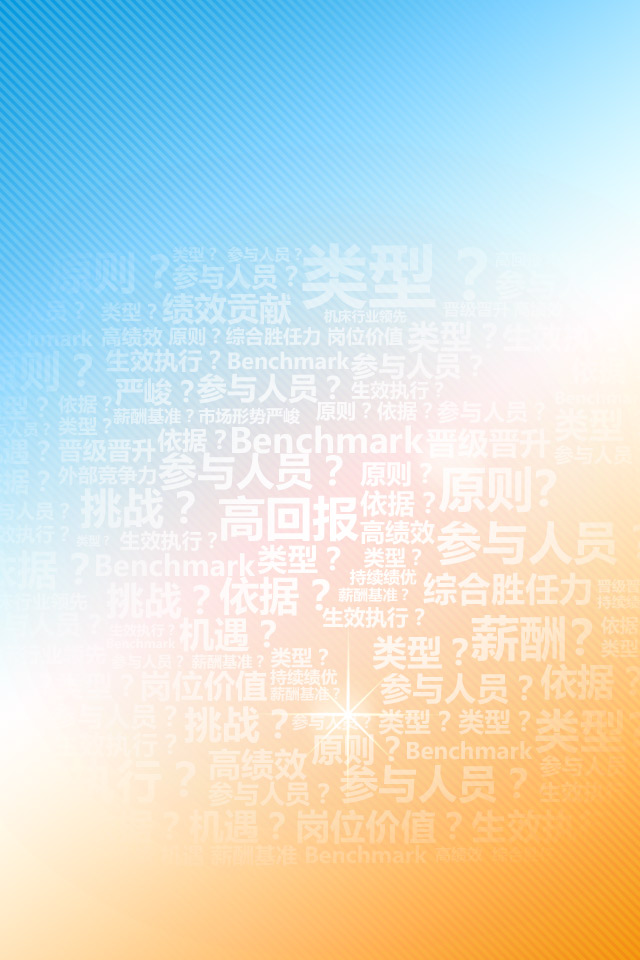 原则？ 类型？ 参与人员？ 类型？
参与人员？
类型？ 绩效贡献 机床行业领先 晋级晋升
高绩效 原则？ 综合胜任力 岗位价值 类型？
原则？ 生效执行？ Benchmark 参与人员？
严峻？ 参与人员？ 生效执行？
依据？ 薪酬基准？ 市场形势严峻 原则？ 依据？ 参与人员？
类型？ 类型？
晋级晋升 依据？ Benchmark 晋级晋升 参与人员？
外部竞争力 参与人员？ 原则？ 原则？
挑战？ 高回报 依据？
生效执行？ 高绩效 参与人员？
依据？ Benchmark 类型？ 类型？
持续绩优 综合胜任力
挑战？ 依据？ 薪酬基准？
生效执行？ 机遇？ 生效执行？ 薪酬？
Benchmark 类型？ 类型？
参与人员？ 薪酬基准？ 类型？
岗位价值 持续绩优 参与人员？ 依据？
薪酬基准？
挑战？ 参与人员？ 类型？ 类型？ 类型？
原则？ Benchmark
高绩效 参与人员？
参与人员？
机遇？ 岗位价值？ 生效执行
薪酬基准 Benchmark 高绩效